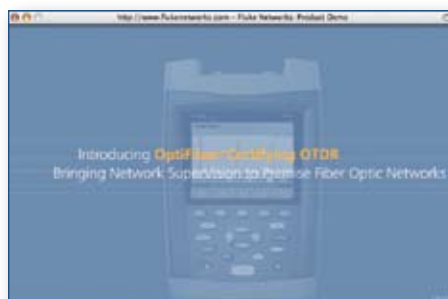 http://www.flukenetworks.com – Fluke Networks: Product Demo
Introducing OptiFiber Certifying OTDR
Bringing Network SuperVision to Premise Fiber Optic Networks